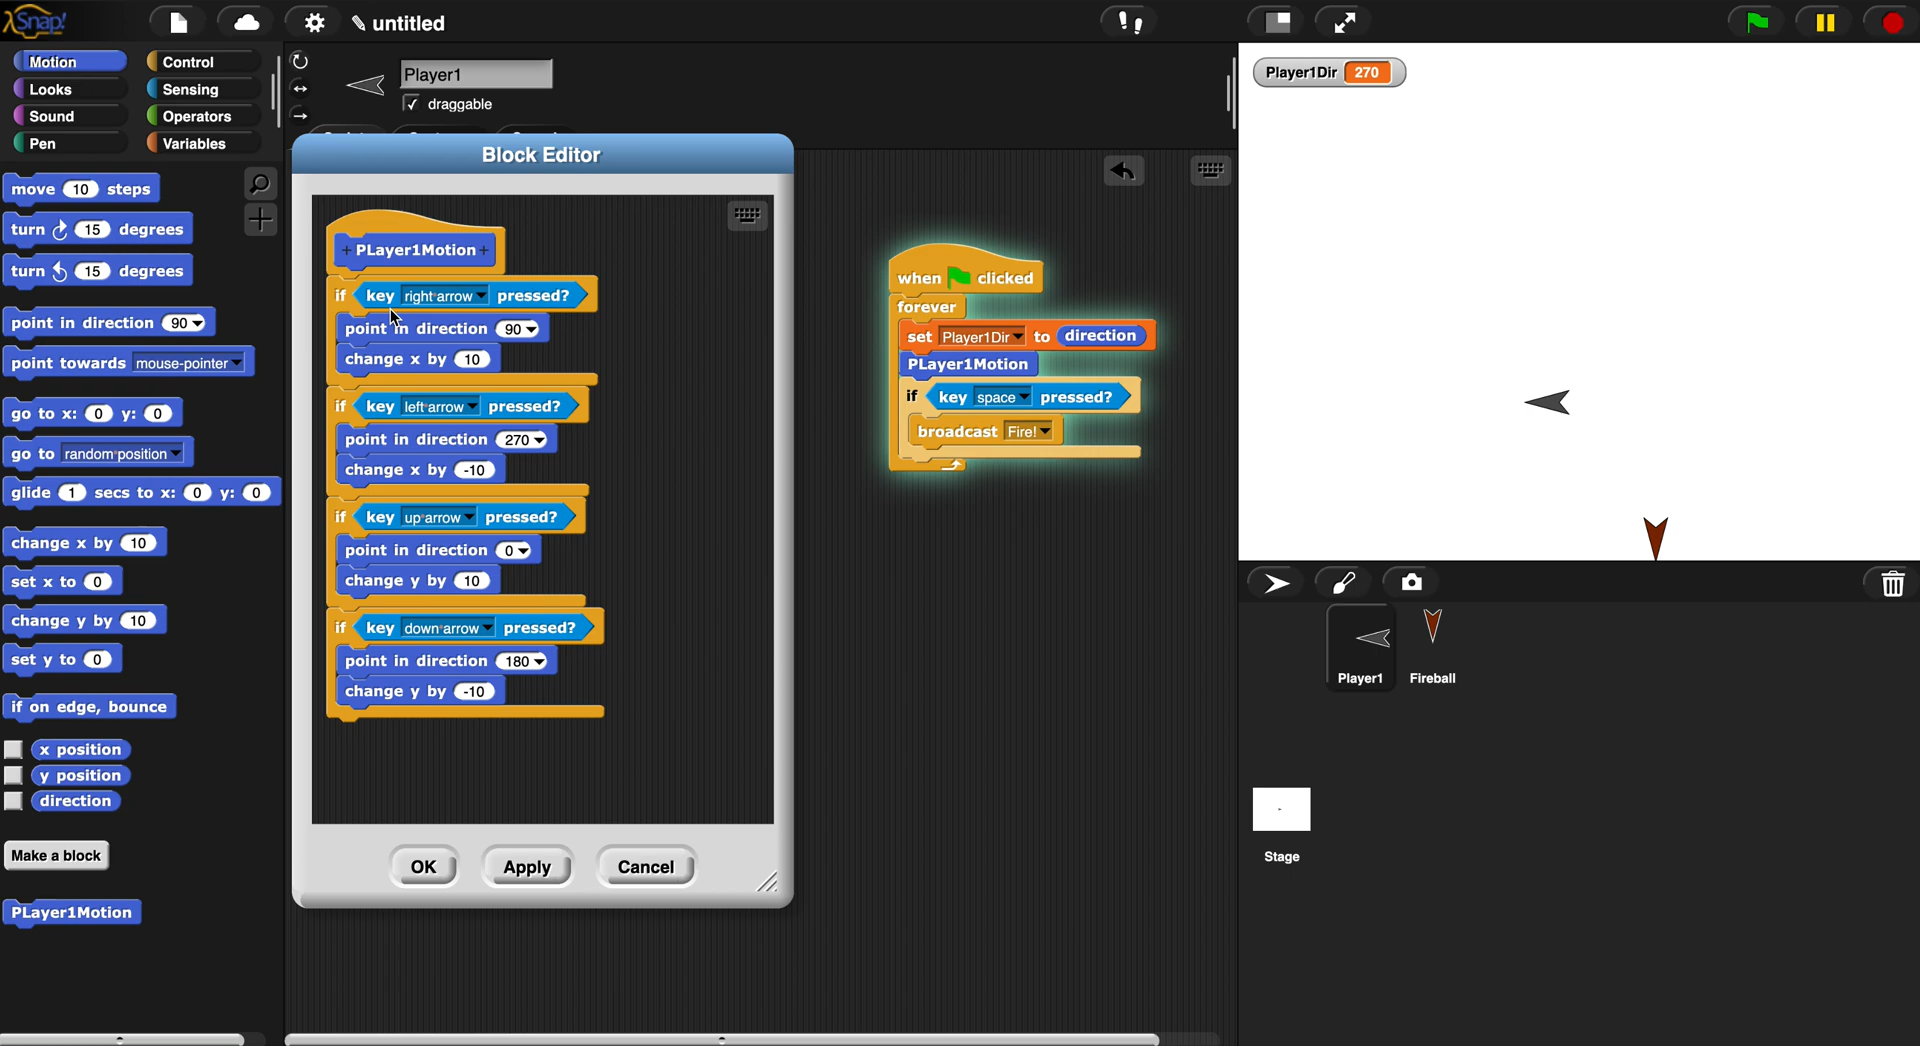 λSnap!
untitled
Motion
Control
Looks
Sensing
Sound
Operators
Pen
Variables
move 10 steps
turn 15 degrees
turn 15 degrees
point in direction 90
point towards mouse-pointer
go to x: 0 y: 0
go to random position
glide 1 secs to x: 0 y: 0
change x by 10
set x to 0
change y by 10
set y to 0
if on edge, bounce
x position
y position
direction
Make a block
PLayer1Motion
Player1
draggable
Block Editor
+ PLayer1Motion +
if key right arrow pressed?
point in direction 90
change x by 10
if key left arrow pressed?
point in direction 270
change x by -10
if key up arrow pressed?
point in direction 0
change y by 10
if key down arrow pressed?
point in direction 180
change y by -10
OK
Apply
Cancel
when clicked
forever
set Player1Dir to direction
PLayer1Motion
if key space pressed?
broadcast Fire!
Player1Dir 270
Player1
Fireball
Stage